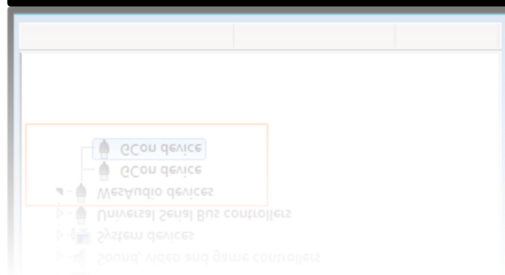 GCon device
GCon device
WesAudio devices
Universal Serial Bus controllers
System devices
Sound, video and game controllers